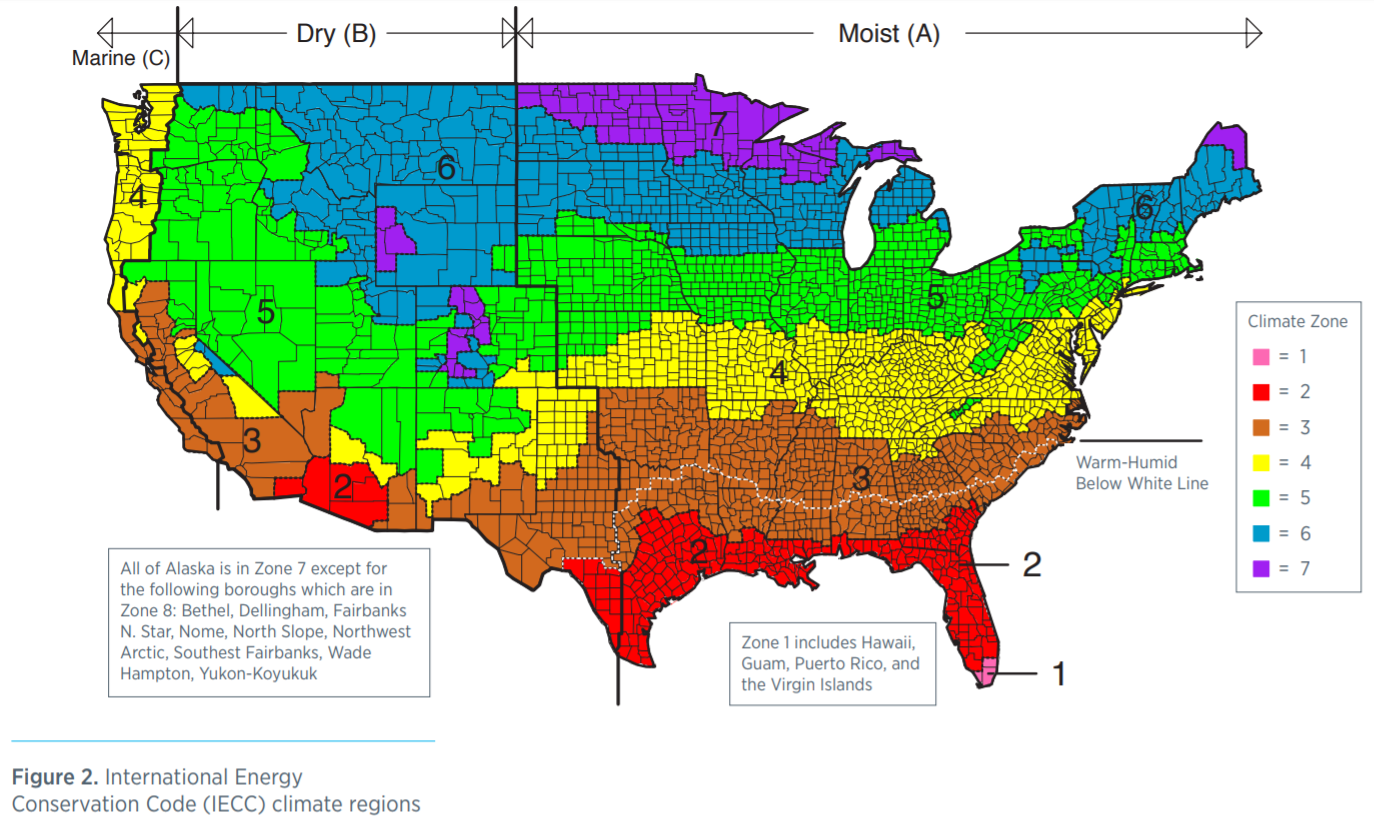 Marine (C)
Dry (B)
Moist (A)
7
6
4
6
5
5
4
3
3
2
2
Warm-Humid
Below White Line
2
1
Climate Zone
= 1
= 2
= 3
= 4
= 5
= 6
= 7
All of Alaska is in Zone 7 except for
the following boroughs which are in
Zone 8: Bethel, Dellingham, Fairbanks
N. Star, Nome, North Slope, Northwest
Arctic, Southest Fairbanks, Wade
Hampton, Yukon-Koyukuk
Zone 1 includes Hawaii,
Guam, Puerto Rico, and
the Virgin Islands
Figure 2. International Energy
Conservation Code (IECC) climate regions